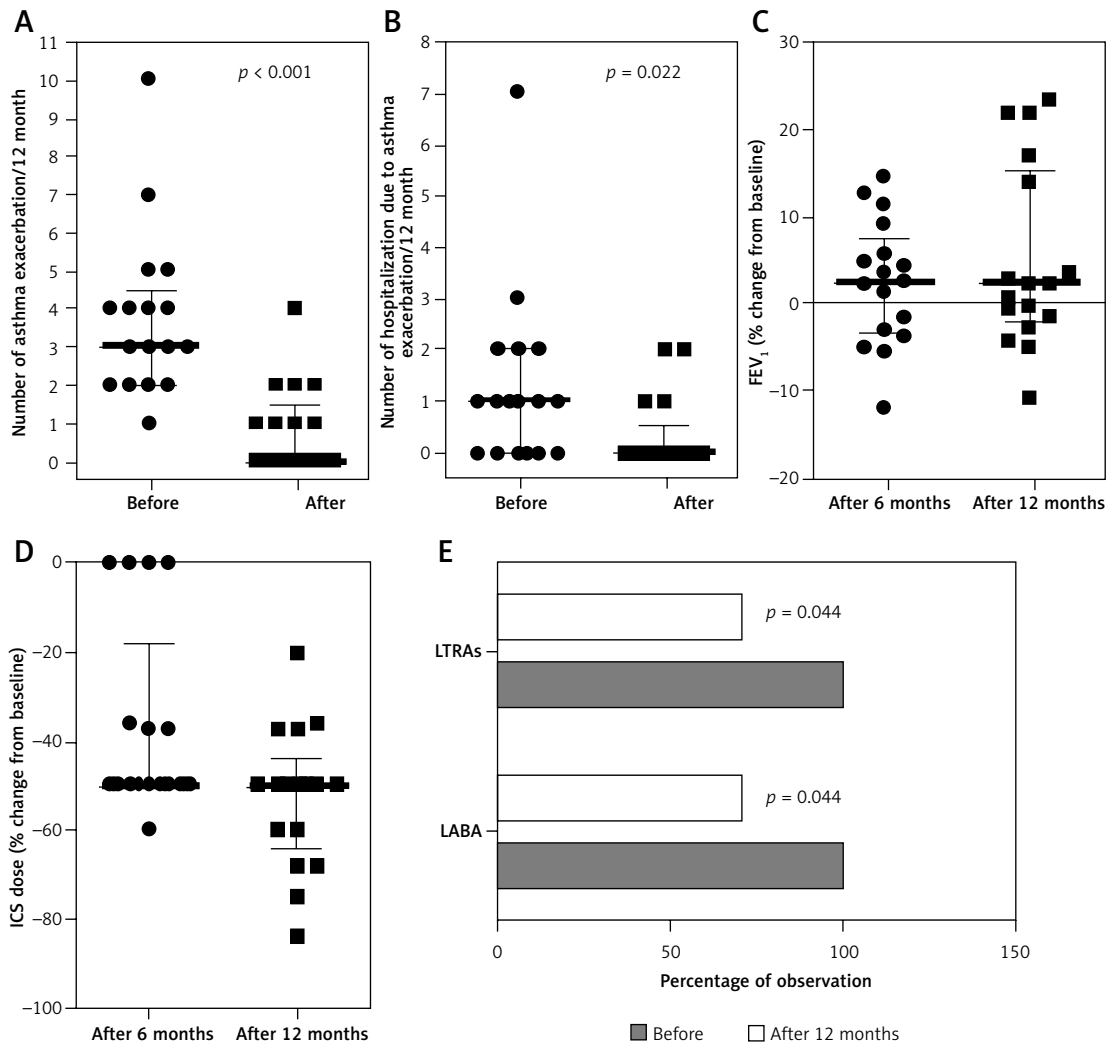 A
Number of asthma exacerbation/12 month
11
10
9
8
7
6
5
4
3
2
1
0
p < 0.001
Before
After
B
Number of hospitalization due to asthma
exacerbation/12 month
8
7
6
5
4
3
2
1
0
p = 0.022
Before
After
C
FEV1 (% change from baseline)
30
20
10
0
–10
–20
After 6 months
After 12 months
D
ICS dose (% change from baseline)
0
–20
–40
–60
–80
–100
After 6 months
After 12 months
E
LTRAs
LABA
p = 0.044
p = 0.044
0
50
100
150
Percentage of observation
Before
After 12 months